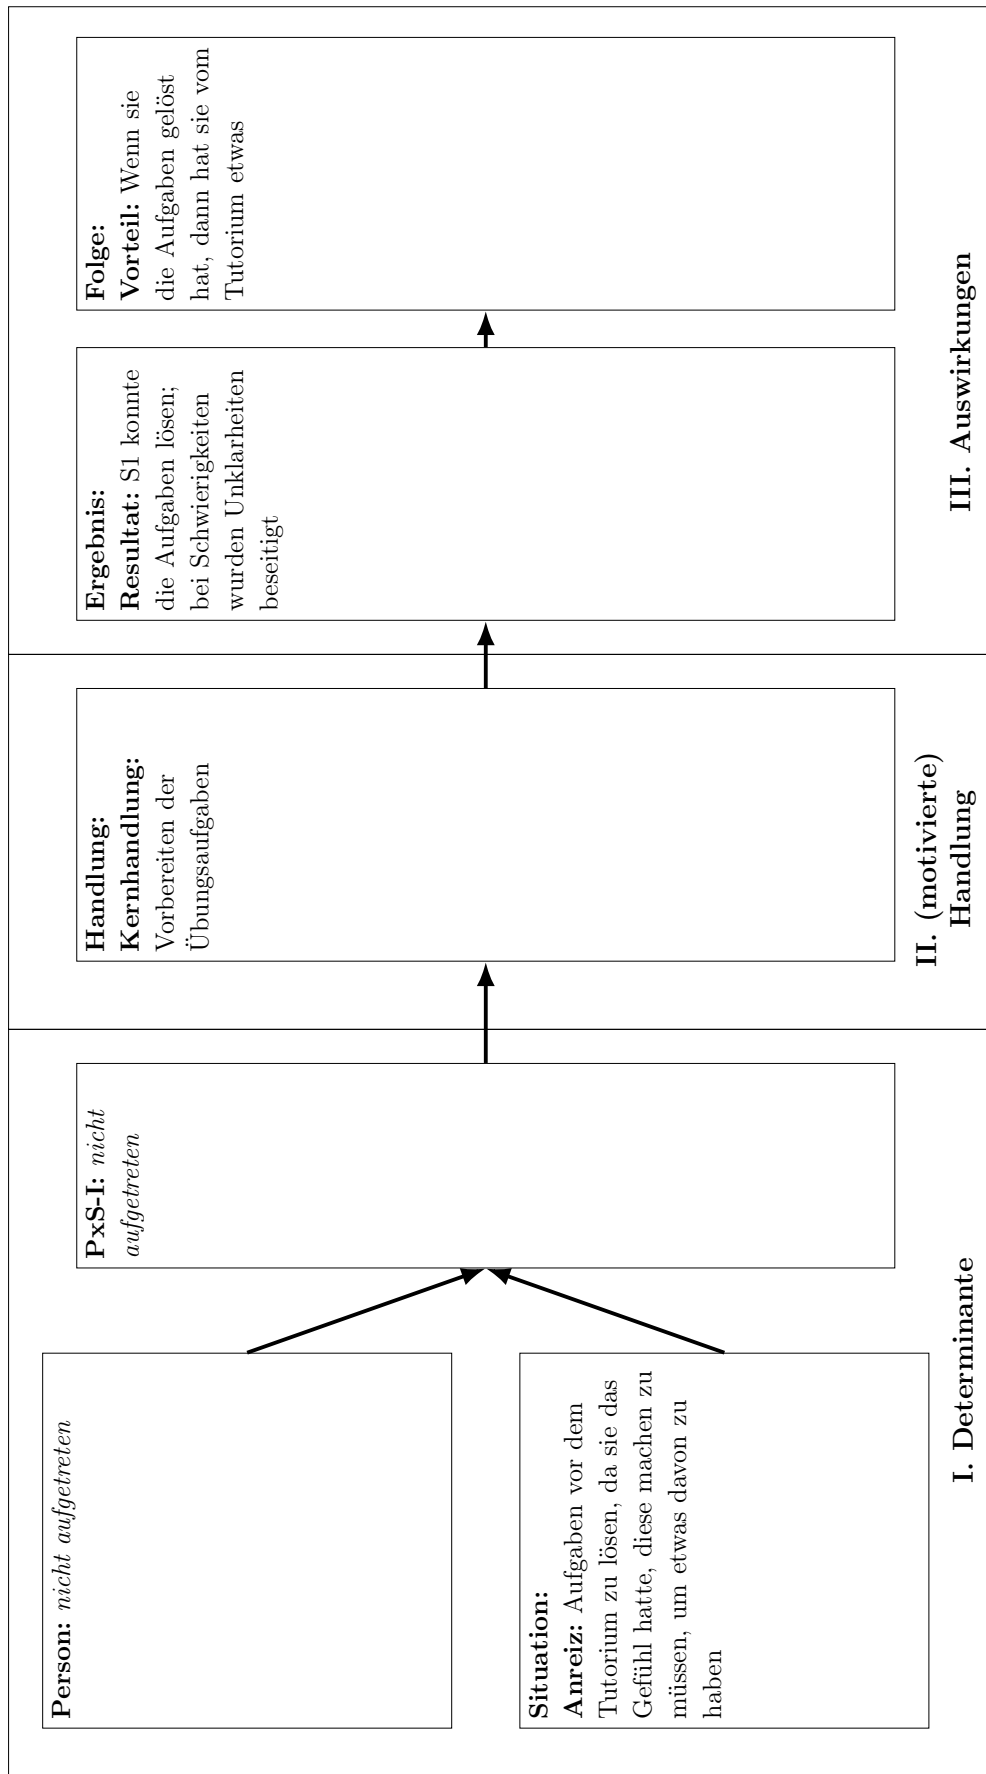 Person: nicht aufgetreten
Situation:
Anreiz: Aufgaben vor dem
Tutorium zu lösen, da sie das
Gefühl hatte, diese machen zu
müssen, um etwas davon zu
haben
PxS-I: nicht
aufgetreten
I. Determinante
Handlung:
Kernhandlung:
Vorbereiten der
Übungsaufgaben
II. (motivierte)
Handlung
Ergebnis:
Resultat: S1 konnte
die Aufgaben lösen;
bei Schwierigkeiten
wurden Unklarheiten
beseitigt
Folge:
Vorteil: Wenn sie
die Aufgaben gelöst
hat, dann hat sie vom
Tutorium etwas
III. Auswirkungen